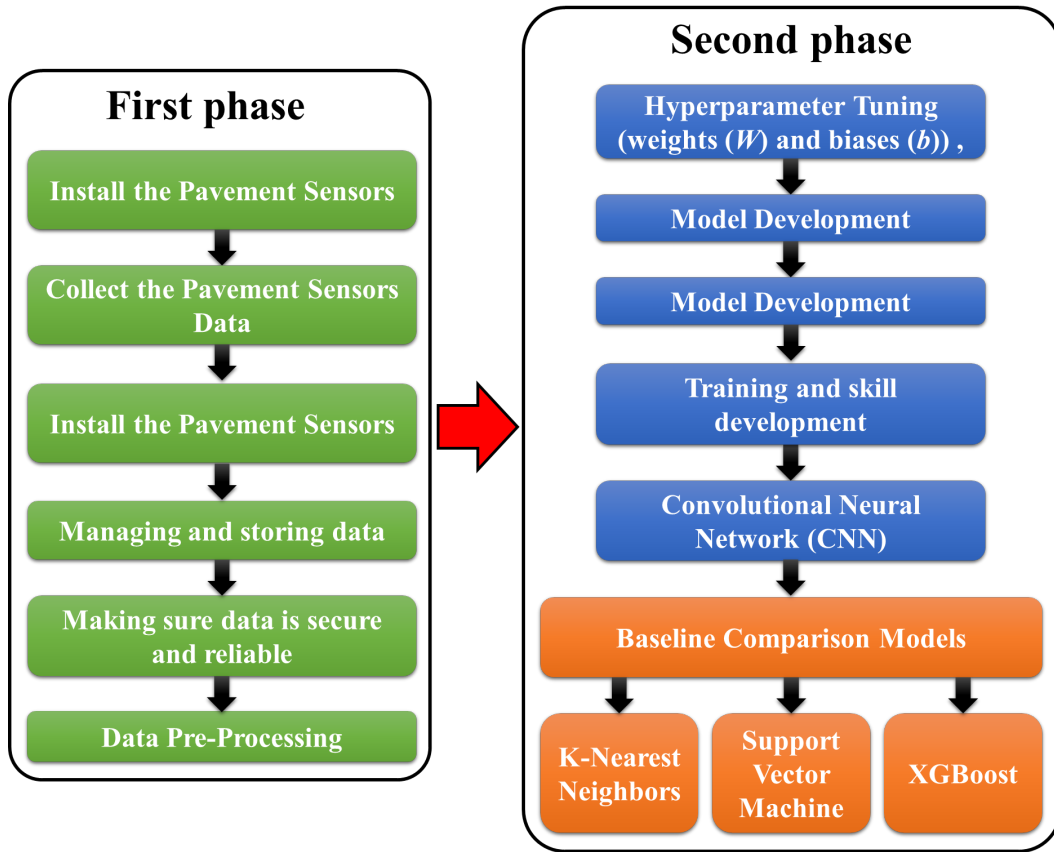 First phase
Install the Pavement Sensors
Collect the Pavement Sensors
Data
Install the Pavement Sensors
Managing and storing data
Making sure data is secure
and reliable
Data Pre-Processing
Second phase
Hyperparameter Tuning
(weights (W) and biases (b)) ,
Model Development
Model Development
Training and skill
development
Convolutional Neural
Network (CNN)
Baseline Comparison Models
K-Nearest
Neighbors
Support
Vector
Machine
XGBoost